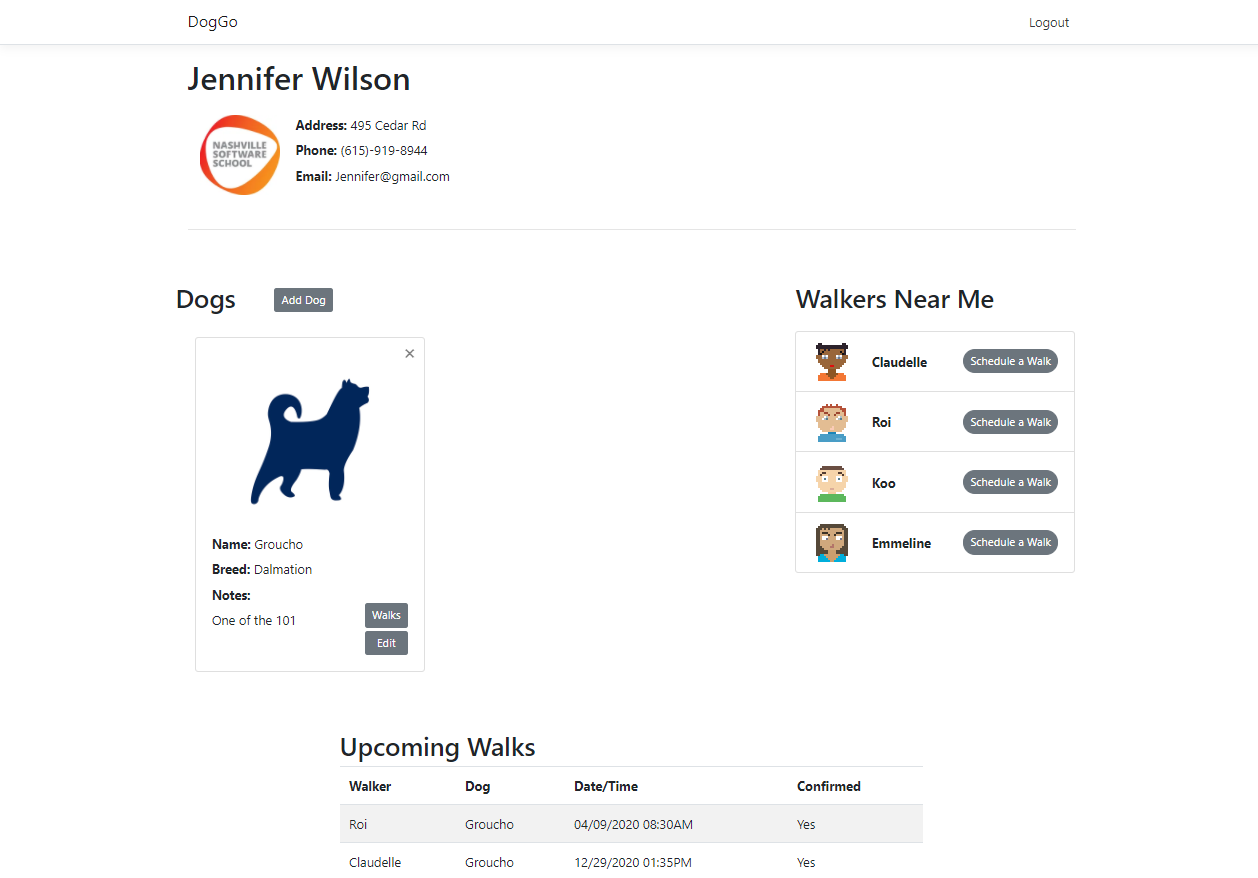 DogGo
Logout
Jennifer Wilson
NASHVILLE
SOFTWARE
SCHOOL
Address: 495 Cedar Rd
Phone: (615)-919-8944
Email: Jennifer@gmail.com
Dogs
Add Dog
×
Name: Groucho
Breed: Dalmation
Notes:
One of the 101
Walks
Edit
Walkers Near Me
Claudelle Schedule a Walk
Roi Schedule a Walk
Koo Schedule a Walk
Emmeline Schedule a Walk
Upcoming Walks
Walker Dog Date/Time Confirmed
Roi Groucho 04/09/2020 08:30AM Yes
Claudelle Groucho 12/29/2020 01:35PM Yes